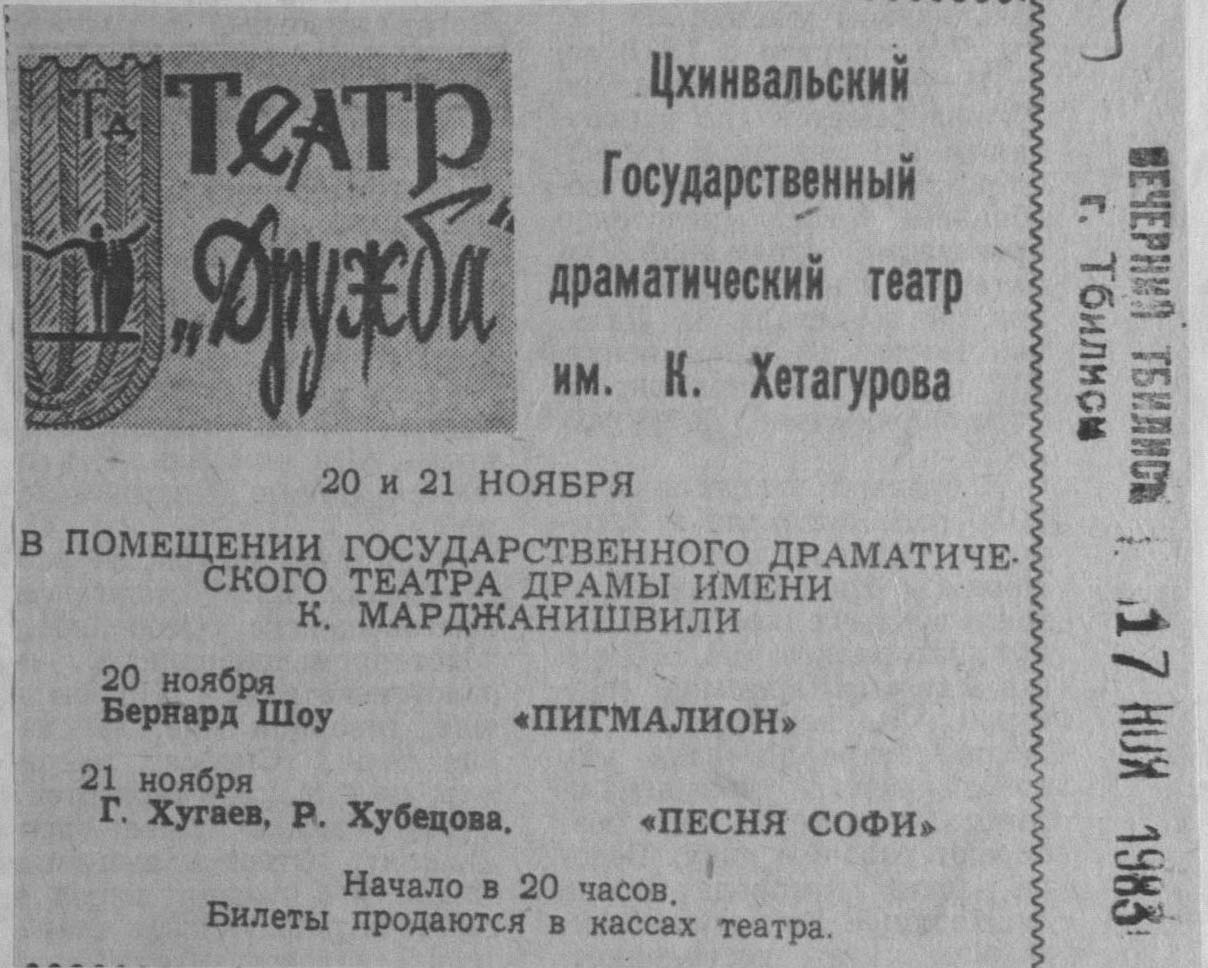 Тд
Театр
„Дружба“
Цхинвальский
Государственный
драматический театр
им. К. Хетагурова
20 и 21 НОЯБРЯ
В ПОМЕЩЕНИИ ГОСУДАРСТВЕННОГО ДРАМАТИЧЕ-
СКОГО ТЕАТРА ДРАМЫ ИМЕНИ
К. МАРДЖАНИШВИЛИ
20 ноября
Бернард Шоу «ПИГМАЛИОН»
21 ноября
Г. Хугаев, Р. Хубецова. «ПЕСНЯ СОФИ»
Начало в 20 часов.
Билеты продаются в кассах театра.
ВЕЧЕРНИЙ ТБИЛИСИ
г. Тбилиси
17 НОЯ 1983